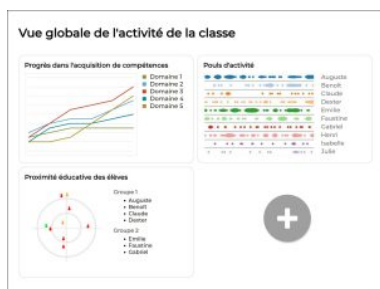 Vue globale de l'activité de la classe
Progrès dans l'acquisition de compétences
Domaine 1
Domaine 2
Domaine 3
Domaine 4
Domaine 5
Pouls d'activité
Auguste
Benoît
Claude
Dexter
Emilie
Faustine
Gabriel
Henri
Isabelle
Julie
Proximité éducative des élèves
Groupe 1
• Auguste
• Benoît
• Claude
• Dexter
Groupe 2
• Emilie
• Faustine
• Gabriel